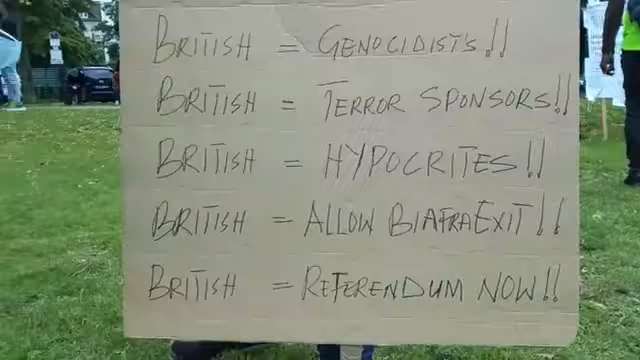 BRITISH = GENOCIDISTS!!
BRITISH = TERROR SPONSORS!!
BRITISH = HYPOCRITES!!
BRITISH = ALLOW BIAFRAEXIT!!
BRITISH = REFERENDUM NOW!!